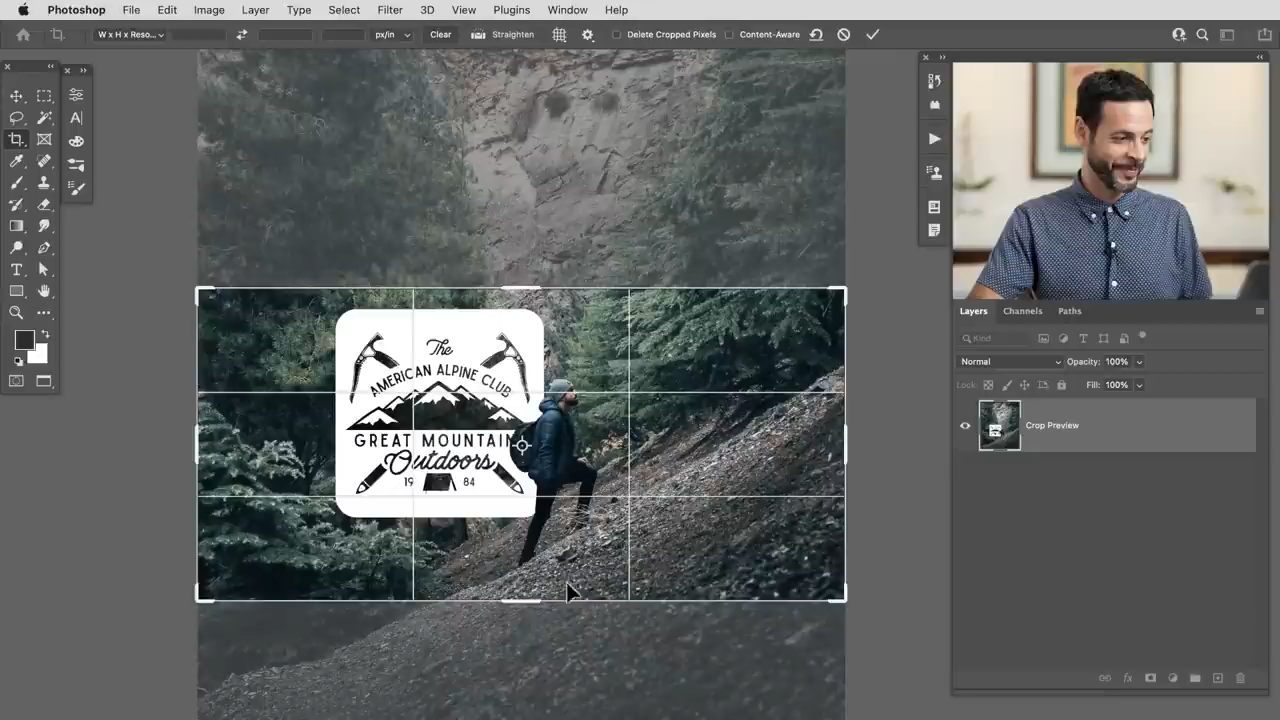 Photoshop File Edit Image Layer Type Select Filter 3D View Plugins Window Help
W x H x Reso... px/in Clear Straighten Delete Cropped Pixels Content-Aware
The
AMERICAN ALPINE CLUB
GREAT MOUNTAIN
Outdoors
19 84
Layers Channels Paths
Kind
Normal Opacity: 100%
Lock: Fill: 100%
Crop Preview